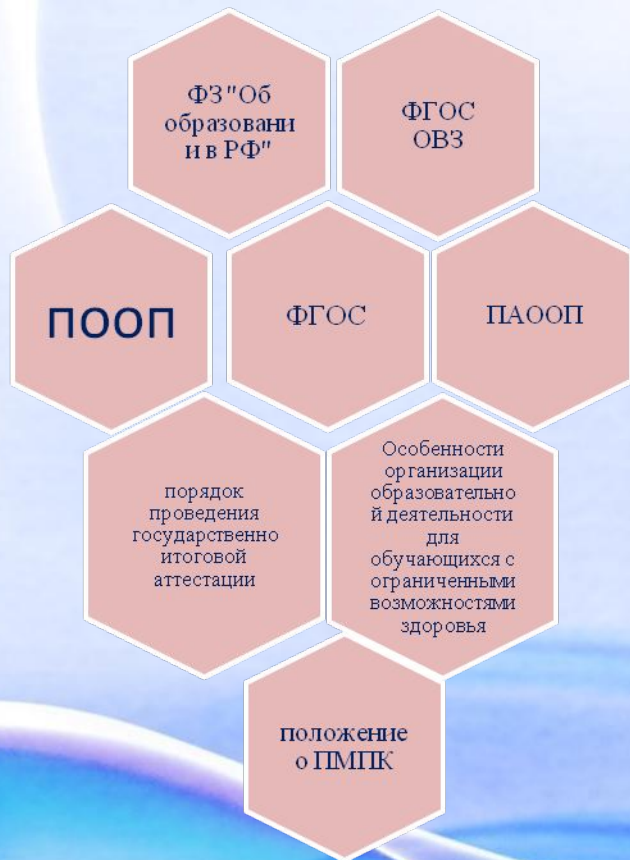 ФЗ"Об
образовани
и в РФ"
ФГОС
ОВЗ
ПООП
ФГОС
ПАООП
порядок
проведения
государственно
итоговой
аттестации
Особенности
организации
образовательно
й деятельности
для
обучающихся с
ограниченными
возможностями
здоровья
положение
о ПМПК